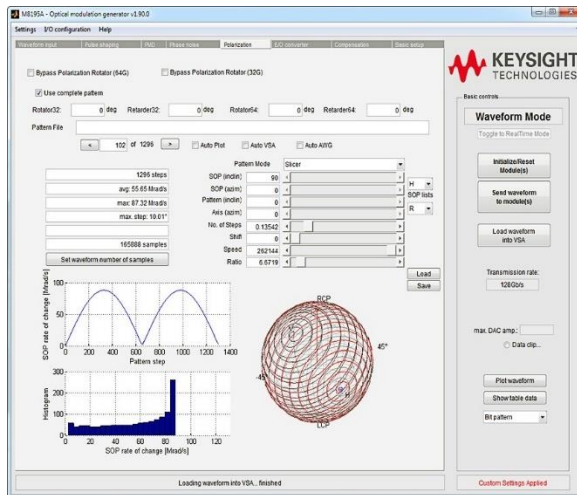 M8195A - Optical modulation generator v1.90.0
Settings I/O configuration Help
Waveform input Pulse shaping PMD Phase noise Polarization E/O converter Compensation Basic setup
Bypass Polarization Rotator (64G) Bypass Polarization Rotator (32G)
Use complete pattern
Rotator32: 0 deg Retarder32: 0 deg Rotator64: 0 deg Retarder64: 0 deg
Pattern File
< 102 of 1296 > Auto Plot Auto VSA Auto AWG
Pattern Mode Slicer
1296 steps
avg: 55.65 Mrad/s
max: 87.32 Mrad/s
max. step: 10.01°
165888 samples
Set waveform number of samples
SOP (inclin) 90
SOP (azim) 0
Pattern (inclin) 0
Axis (azim) 0
No. of Steps 0.13542
Shift 0
Speed 262144
Ratio 6.6719
H
SOP lists
R
Load
Save
SOP rate of change [Mrad/s]
100
50
0
0 200 400 600 800 1000 1200 1400
Pattern step
Histogram
300
200
100
0
0 20 40 60 80 100 120
SOP rate of change [Mrad/s]
RCP
45°
-45°
V
H
LCP
Loading waveform into VSA... finished
KEYSIGHT
TECHNOLOGIES
Basic controls
Waveform Mode
Toggle to RealTime Mode
Initialize/Reset
Module(s)
Send waveform
to module(s)
Load waveform
into VSA
Transmission rate:
128Gb/s
max. DAC amp.:
Data clip...
Plot waveform
Show table data
Bit pattern
Custom Settings Applied